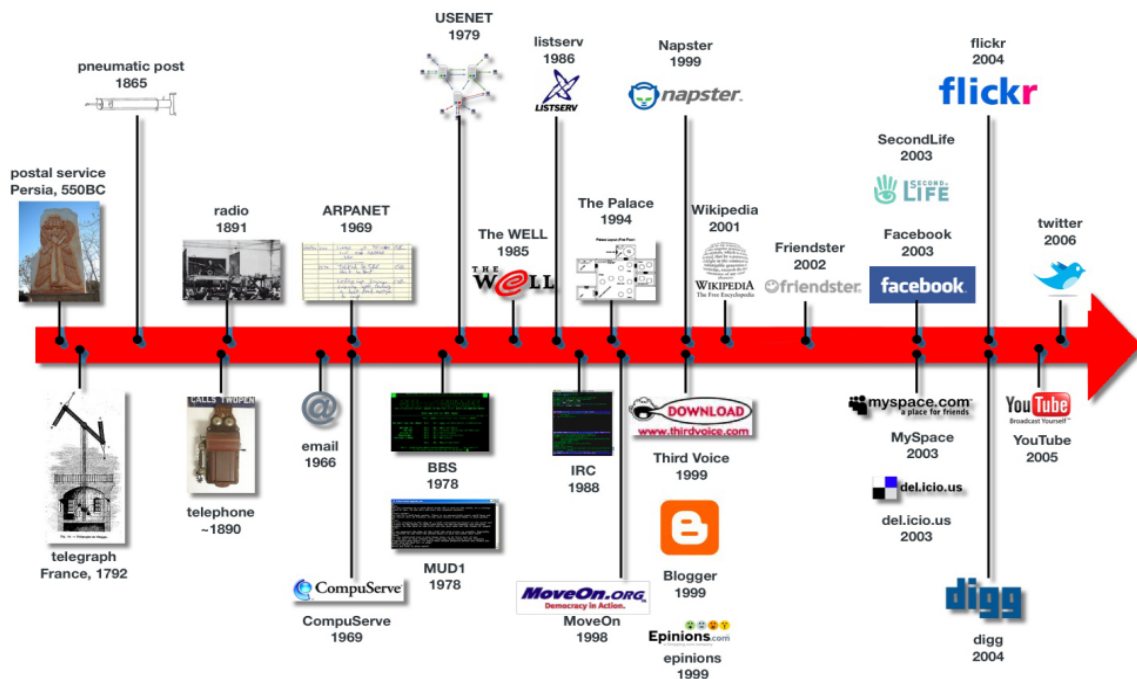 USENET
1979
listserv
1986
LISTSERV
Napster
1999
napster.
flickr
2004
flickr
pneumatic post
1865
SecondLife
2003
SECOND
LIFE
postal service
Persia, 550BC
radio
1891
ARPANET
1969
The WELL
1985
THE
WELL
The Palace
1994
Wikipedia
2001
WIKIPEDIA
The Free Encyclopedia
Friendster
2002
friendster.
Facebook
2003
facebook.
twitter
2006
telegraph
France, 1792
CALLS TWOPEN
telephone
~1890
@
email
1966
CompuServe
CompuServe
1969
BBS
1978
MUD1
1978
IRC
1988
MoveOn.ORG
Democracy in Action.
MoveOn
1998
DOWNLOAD
www.thirdvoice.com
Third Voice
1999
Blogger
1999
Epinions.com
epinions
1999
myspace.com
a place for friends
MySpace
2003
del.icio.us
del.icio.us
2003
digg
digg
2004
YouTube
Broadcast Yourself
YouTube
2005